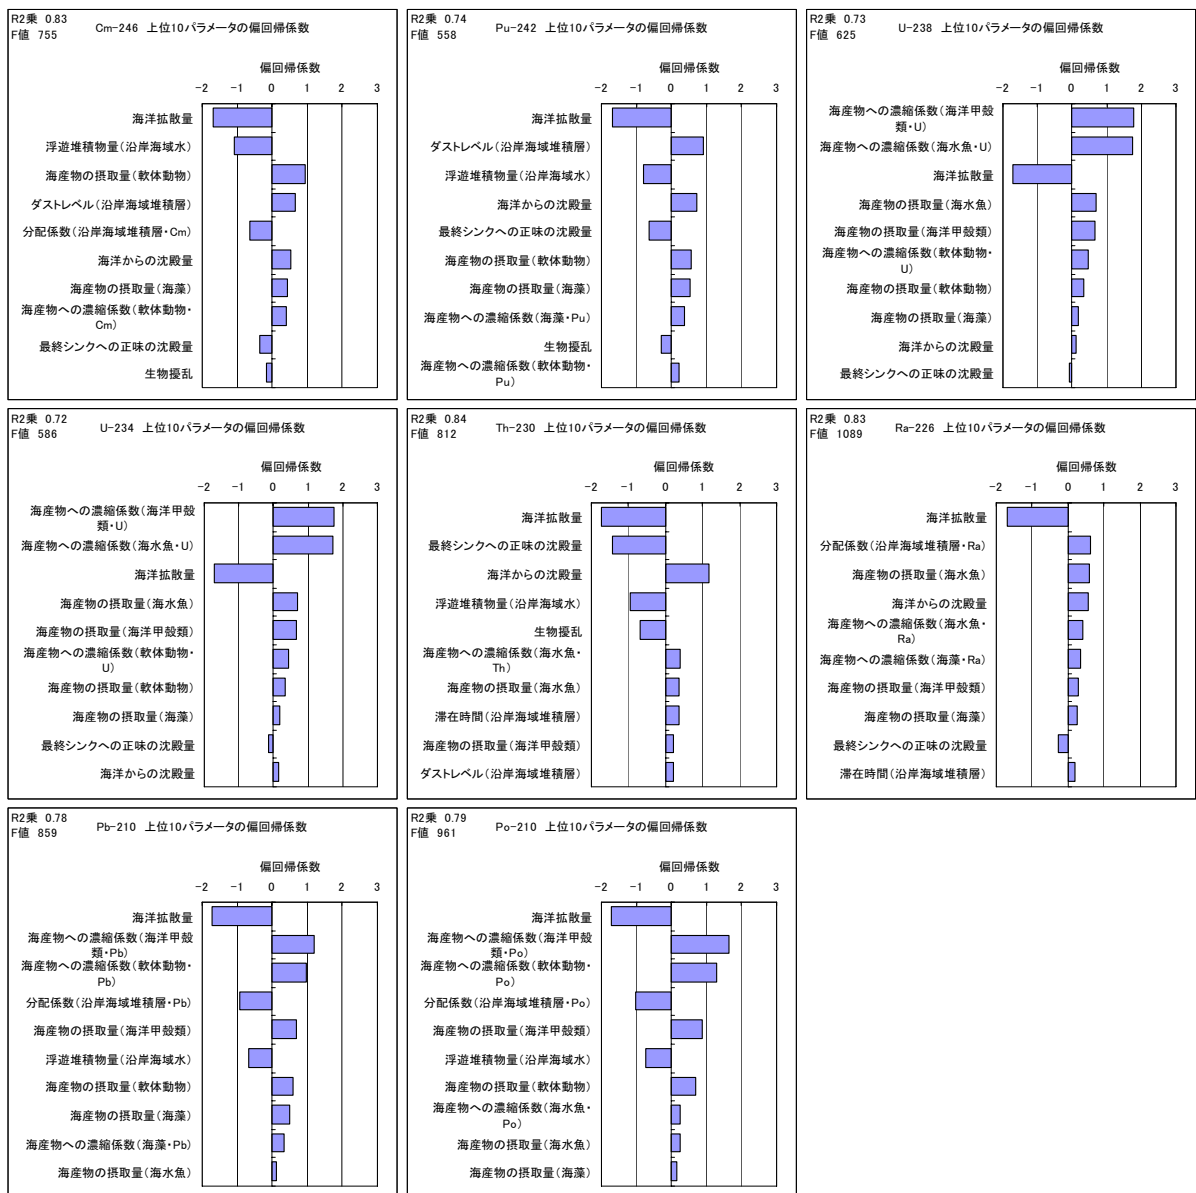 R2乗 0.83
F値 755
Cm-246 上位10パラメータの偏回帰係数
偏回帰係数
-2 -1 0 1 2 3
海洋拡散量
浮遊堆積物量(沿岸海域水)
海産物の摂取量(軟体動物)
ダストレベル(沿岸海域堆積層)
分配係数(沿岸海域堆積層・Cm)
海洋からの沈殿量
海産物の摂取量(海藻)
海産物への濃縮係数(軟体動物・
Cm)
最終シンクへの正味の沈殿量
生物擾乱
R2乗 0.74
F値 558
Pu-242 上位10パラメータの偏回帰係数
偏回帰係数
-2 -1 0 1 2 3
海洋拡散量
ダストレベル(沿岸海域堆積層)
浮遊堆積物量(沿岸海域水)
海洋からの沈殿量
最終シンクへの正味の沈殿量
海産物の摂取量(軟体動物)
海産物の摂取量(海藻)
海産物への濃縮係数(海藻・Pu)
生物擾乱
海産物への濃縮係数(軟体動物・
Pu)
R2乗 0.73
F値 625
U-238 上位10パラメータの偏回帰係数
偏回帰係数
-2 -1 0 1 2 3
海産物への濃縮係数(海洋甲殻
類・U)
海産物への濃縮係数(海水魚・U)
海洋拡散量
海産物の摂取量(海水魚)
海産物の摂取量(海洋甲殻類)
海産物への濃縮係数(軟体動物・
U)
海産物の摂取量(軟体動物)
海産物の摂取量(海藻)
海洋からの沈殿量
最終シンクへの正味の沈殿量
R2乗 0.72
F値 586
U-234 上位10パラメータの偏回帰係数
偏回帰係数
-2 -1 0 1 2 3
海産物への濃縮係数(海洋甲殻
類・U)
海産物への濃縮係数(海水魚・U)
海洋拡散量
海産物の摂取量(海水魚)
海産物の摂取量(海洋甲殻類)
海産物への濃縮係数(軟体動物・
U)
海産物の摂取量(軟体動物)
海産物の摂取量(海藻)
最終シンクへの正味の沈殿量
海洋からの沈殿量
R2乗 0.84
F値 812
Th-230 上位10パラメータの偏回帰係数
偏回帰係数
-2 -1 0 1 2 3
海洋拡散量
最終シンクへの正味の沈殿量
海洋からの沈殿量
浮遊堆積物量(沿岸海域水)
生物擾乱
海産物への濃縮係数(海水魚・
Th)
海産物の摂取量(海水魚)
滞在時間(沿岸海域堆積層)
海産物の摂取量(海洋甲殻類)
ダストレベル(沿岸海域堆積層)
R2乗 0.83
F値 1089
Ra-226 上位10パラメータの偏回帰係数
偏回帰係数
-2 -1 0 1 2 3
海洋拡散量
分配係数(沿岸海域堆積層・Ra)
海産物の摂取量(海水魚)
海洋からの沈殿量
海産物への濃縮係数(海水魚・
Ra)
海産物への濃縮係数(海藻・Ra)
海産物の摂取量(海洋甲殻類)
海産物の摂取量(海藻)
最終シンクへの正味の沈殿量
滞在時間(沿岸海域堆積層)
R2乗 0.78
F値 859
Pb-210 上位10パラメータの偏回帰係数
偏回帰係数
-2 -1 0 1 2 3
海洋拡散量
海産物への濃縮係数(海洋甲殻
類・Pb)
海産物への濃縮係数(軟体動物・
Pb)
分配係数(沿岸海域堆積層・Pb)
海産物の摂取量(海洋甲殻類)
浮遊堆積物量(沿岸海域水)
海産物の摂取量(軟体動物)
海産物の摂取量(海藻)
海産物への濃縮係数(海藻・Pb)
海産物の摂取量(海水魚)
R2乗 0.79
F値 961
Po-210 上位10パラメータの偏回帰係数
偏回帰係数
-2 -1 0 1 2 3
海洋拡散量
海産物への濃縮係数(海洋甲殻
類・Po)
海産物への濃縮係数(軟体動物・
Po)
分配係数(沿岸海域堆積層・Po)
海産物の摂取量(海洋甲殻類)
浮遊堆積物量(沿岸海域水)
海産物の摂取量(軟体動物)
海産物への濃縮係数(海水魚・
Po)
海産物の摂取量(海水魚)
海産物の摂取量(海藻)